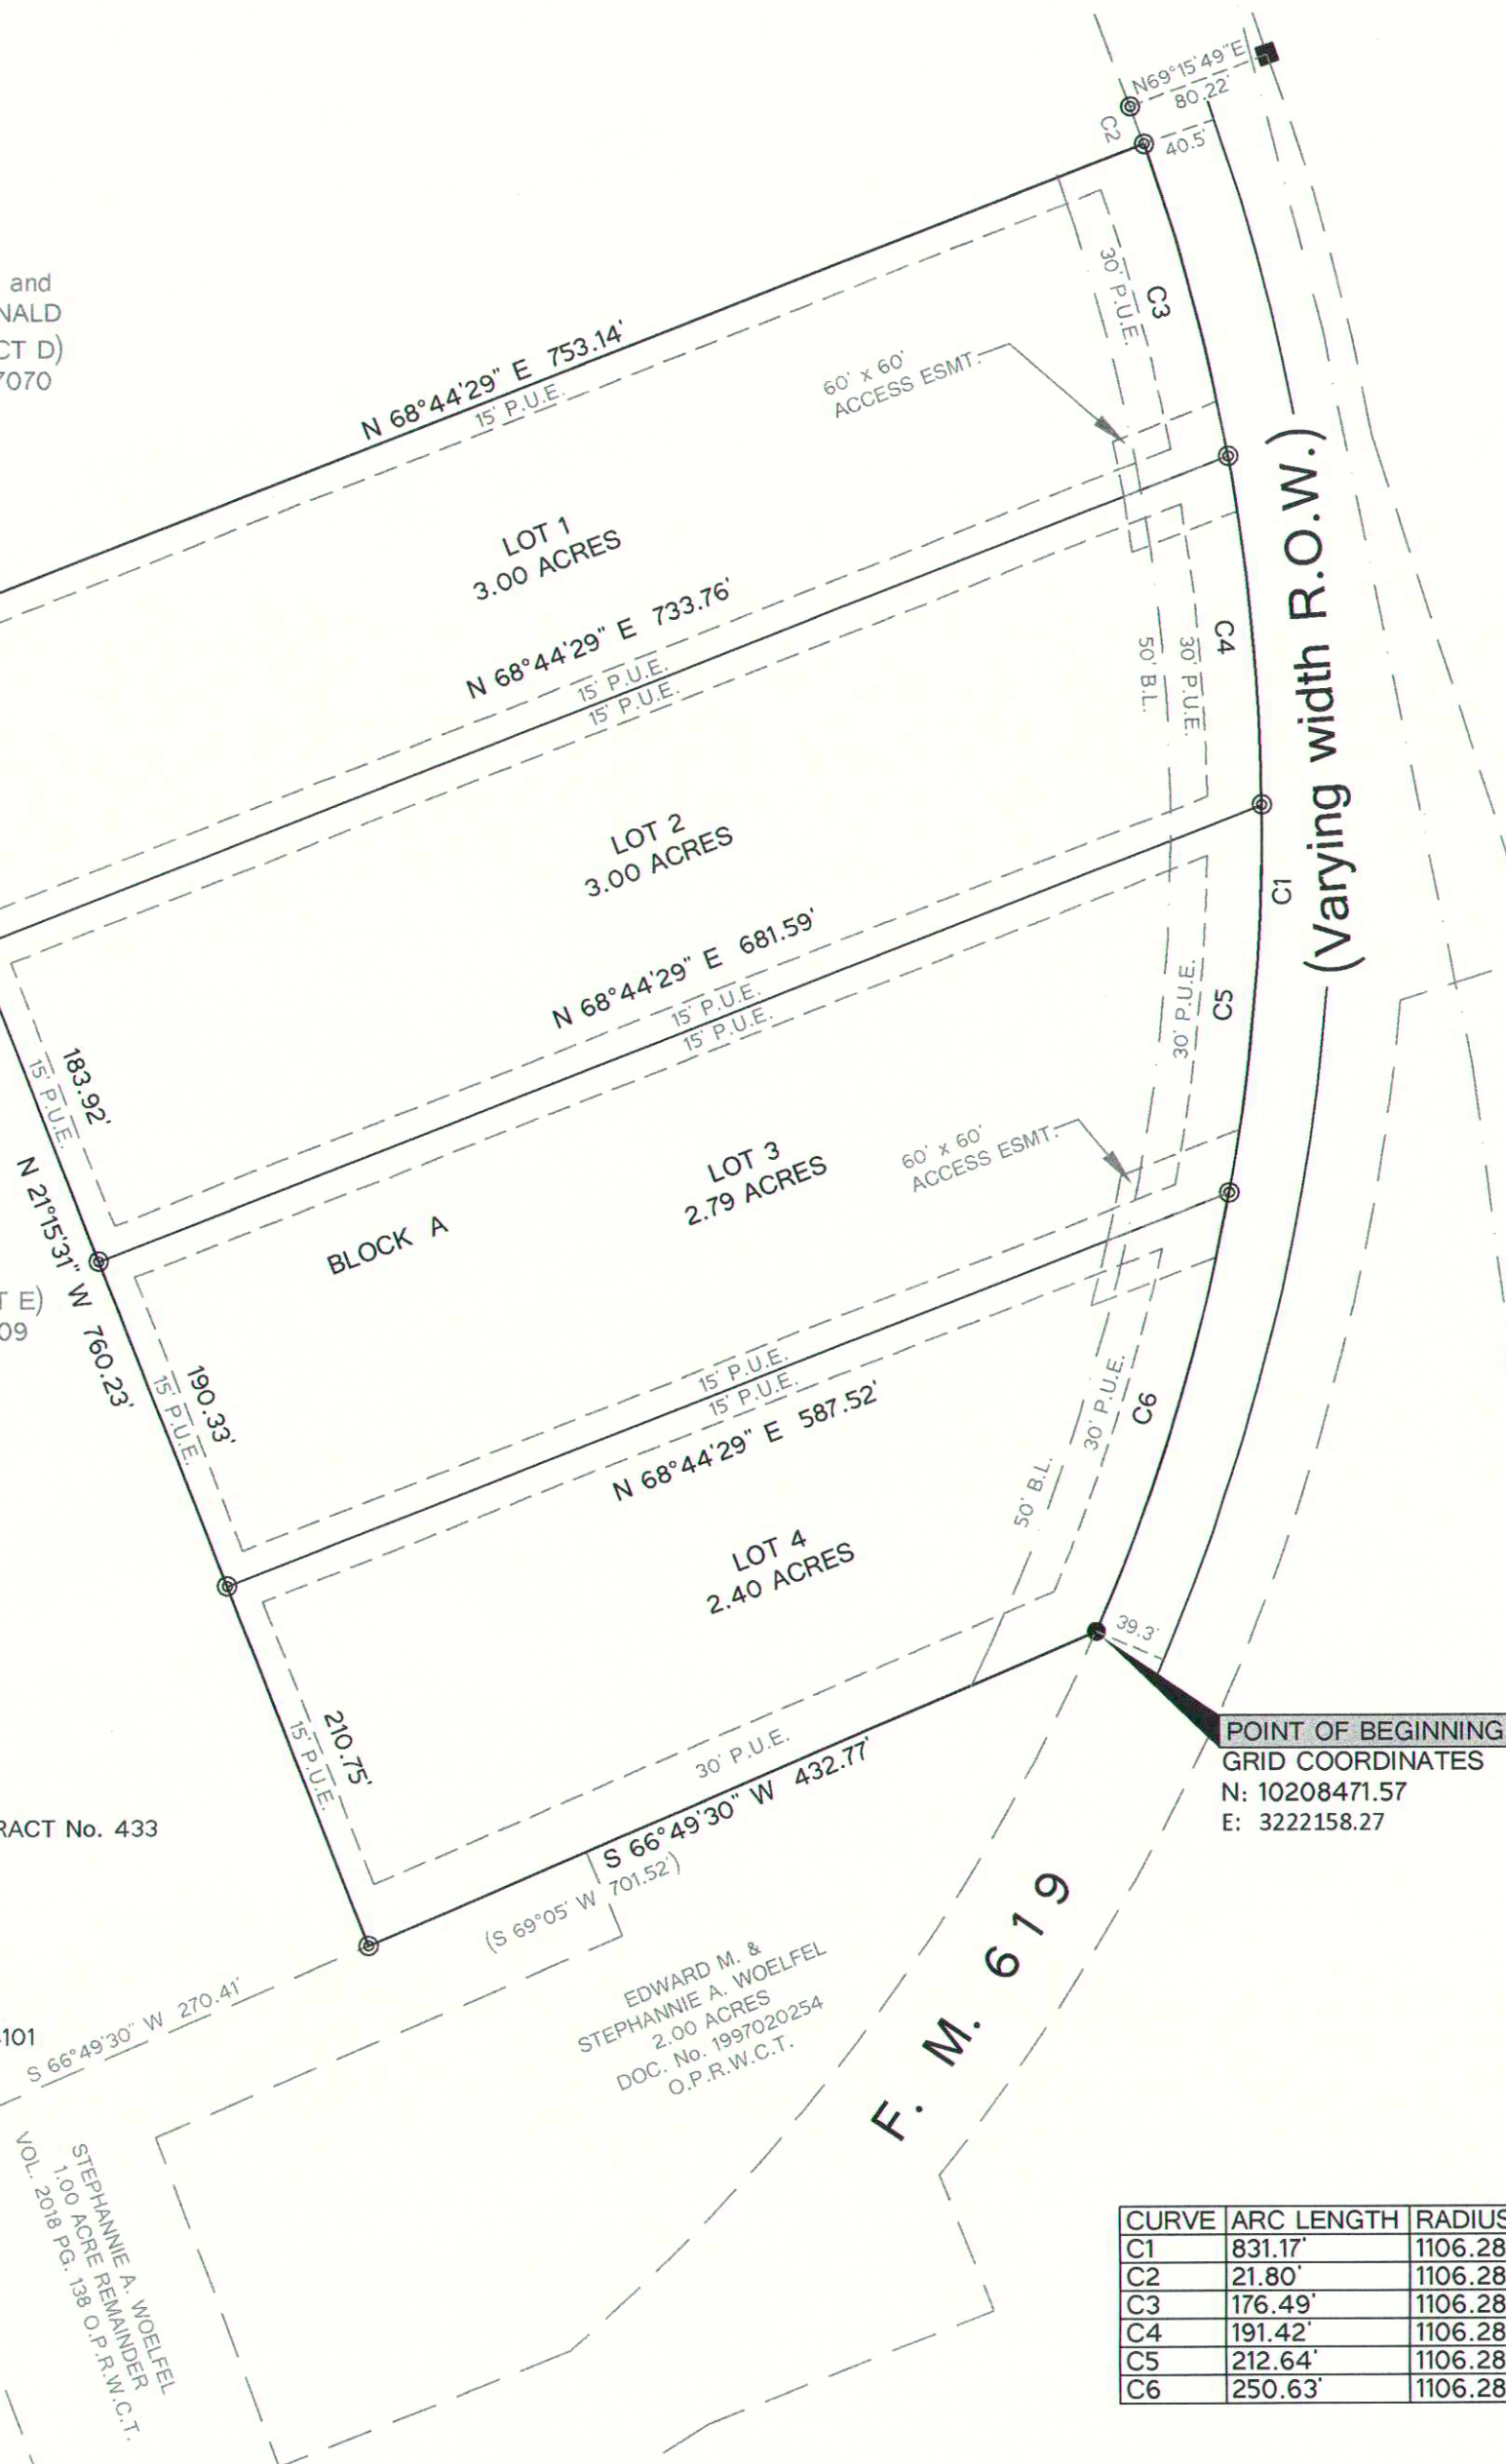 N69°15'49"E
80.22'
C2
40.5'
and
NALD
CT D)
7070
30' P.U.E.
C3
N 68°44'29" E 753.14'
15' P.U.E.
60' x 60'
ACCESS ESMT.
(Varying width R.O.W.)
LOT 1
3.00 ACRES
N 68°44'29" E 733.76'
15' P.U.E.
15' P.U.E.
50' B.L.
30' P.U.E.
C4
LOT 2
3.00 ACRES
C1
N 68°44'29" E 681.59'
15' P.U.E.
15' P.U.E.
30' P.U.E.
C5
183.92'
15' P.U.E.
N 21°15'31" W 760.23'
LOT 3
2.79 ACRES
60' x 60'
ACCESS ESMT.
BLOCK A
T E)
09
190.33'
15' P.U.E.
15' P.U.E.
15' P.U.E.
N 68°44'29" E 587.52'
50' B.L.
30' P.U.E.
C6
LOT 4
2.40 ACRES
39.3'
210.75'
15' P.U.E.
30' P.U.E.
S 66°49'30" W 432.77'
(S 69°05' W 701.52')
POINT OF BEGINNING
GRID COORDINATES
N: 10208471.57
E: 3222158.27
RACT No. 433
F. M. 619
EDWARD M. &
STEPHANNIE A. WOELFEL
2.00 ACRES
DOC. No. 1997020254
O.P.R.W.C.T.
S 66°49'30" W 270.41'
101
STEPHANNIE A. WOELFEL
1.00 ACRE REMAINDER
VOL. 2018 PG. 138 O.P.R.W.C.T.
CURVE ARC LENGTH RADIUS
C1 831.17' 1106.28
C2 21.80' 1106.28
C3 176.49' 1106.28
C4 191.42' 1106.28
C5 212.64' 1106.28
C6 250.63' 1106.28